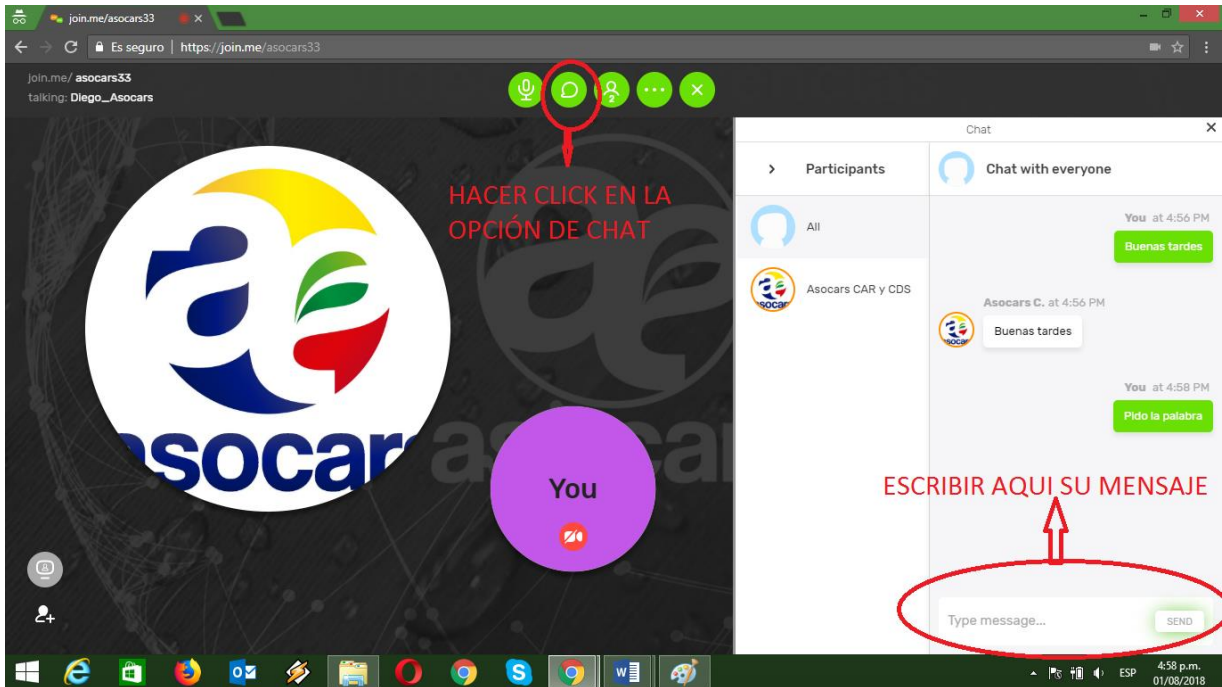 join.me/asocars33
Es seguro | https://join.me/asocars33
join.me/ asocars33
talking: Diego_Asocars
2
HACER CLICK EN LA
OPCIÓN DE CHAT
asocars
You
Chat
Participants
Chat with everyone
All
Asocars CAR y CDS
You at 4:56 PM
Buenas tardes
Asocars C. at 4:56 PM
Buenas tardes
You at 4:58 PM
Pido la palabra
ESCRIBIR AQUI SU MENSAJE
Type message...
SEND
ESP
4:58 p.m.
01/08/2018